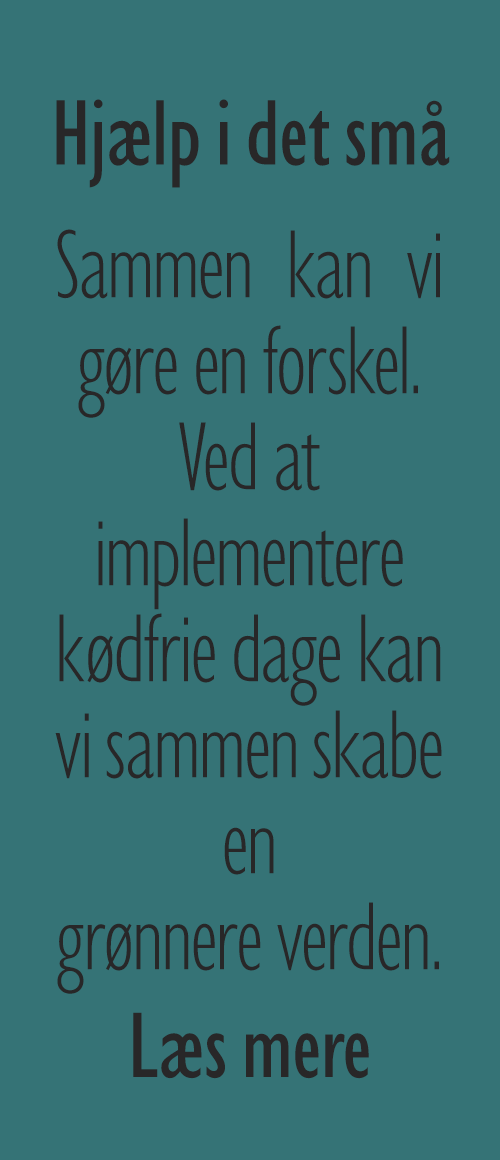 Hjælp i det små
Sammen kan vi
gøre en forskel.
Ved at
implementere
kødfrie dage kan
vi sammen skabe
en
grønnere verden.
Læs mere